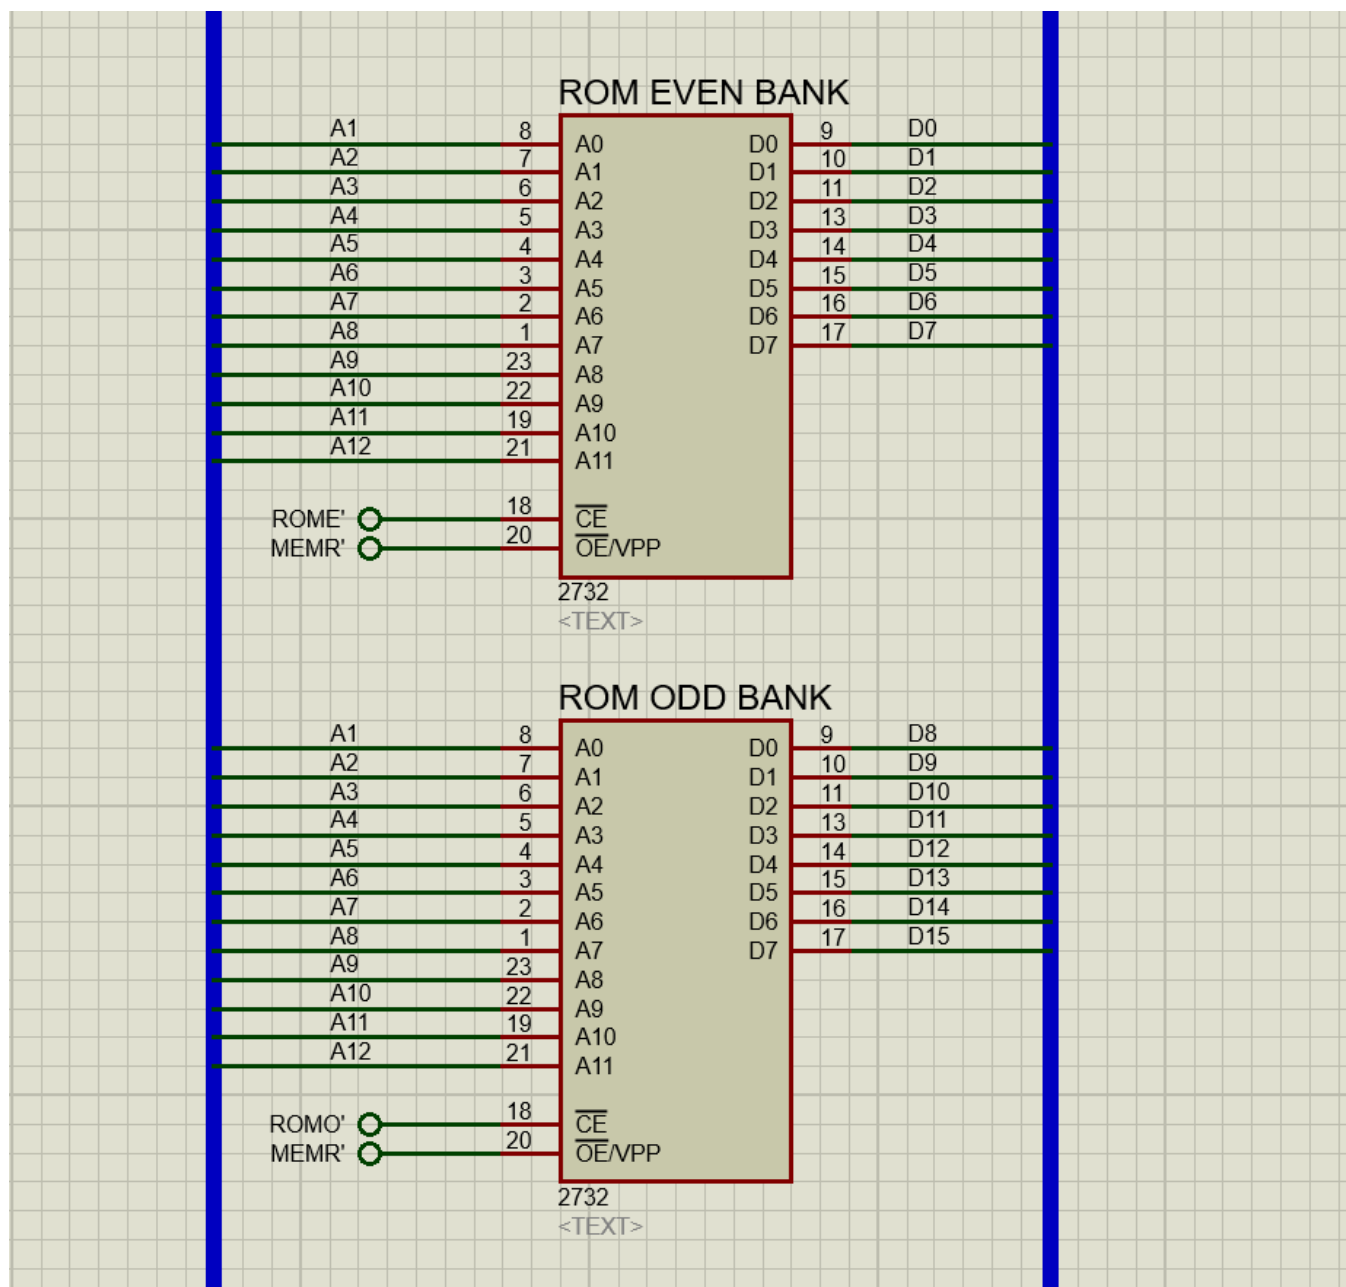 ROM EVEN BANK
A1 8 A0 D0 9 D0
A2 7 A1 D1 10 D1
A3 6 A2 D2 11 D2
A4 5 A3 D3 13 D3
A5 4 A4 D4 14 D4
A6 3 A5 D5 15 D5
A7 2 A6 D6 16 D6
A8 1 A7 D7 17 D7
A9 23 A8
A10 22 A9
A11 19 A10
A12 21 A11
ROME' 18 CE
MEMR' 20 OE/VPP
2732
<TEXT>
ROM ODD BANK
A1 8 A0 D0 9 D8
A2 7 A1 D1 10 D9
A3 6 A2 D2 11 D10
A4 5 A3 D3 13 D11
A5 4 A4 D4 14 D12
A6 3 A5 D5 15 D13
A7 2 A6 D6 16 D14
A8 1 A7 D7 17 D15
A9 23 A8
A10 22 A9
A11 19 A10
A12 21 A11
ROMO' 18 CE
MEMR' 20 OE/VPP
2732
<TEXT>